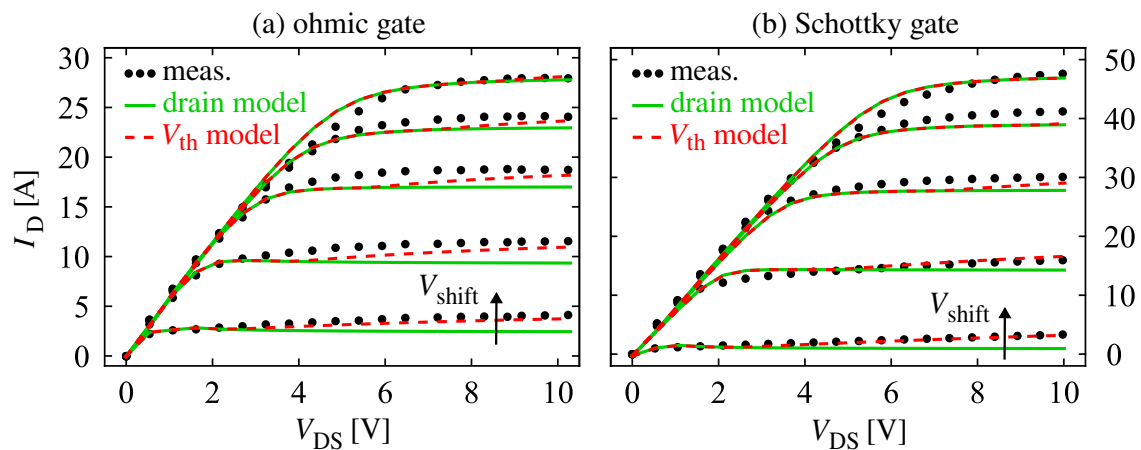 (a) ohmic gate
(b) Schottky gate
30
25
20
15
10
5
0
I_D [A]
meas.
drain model
V_th model
V_shift
0 2 4 6 8 10
V_DS [V]
meas.
drain model
V_th model
V_shift
50
40
30
20
10
0
0 2 4 6 8 10
V_DS [V]